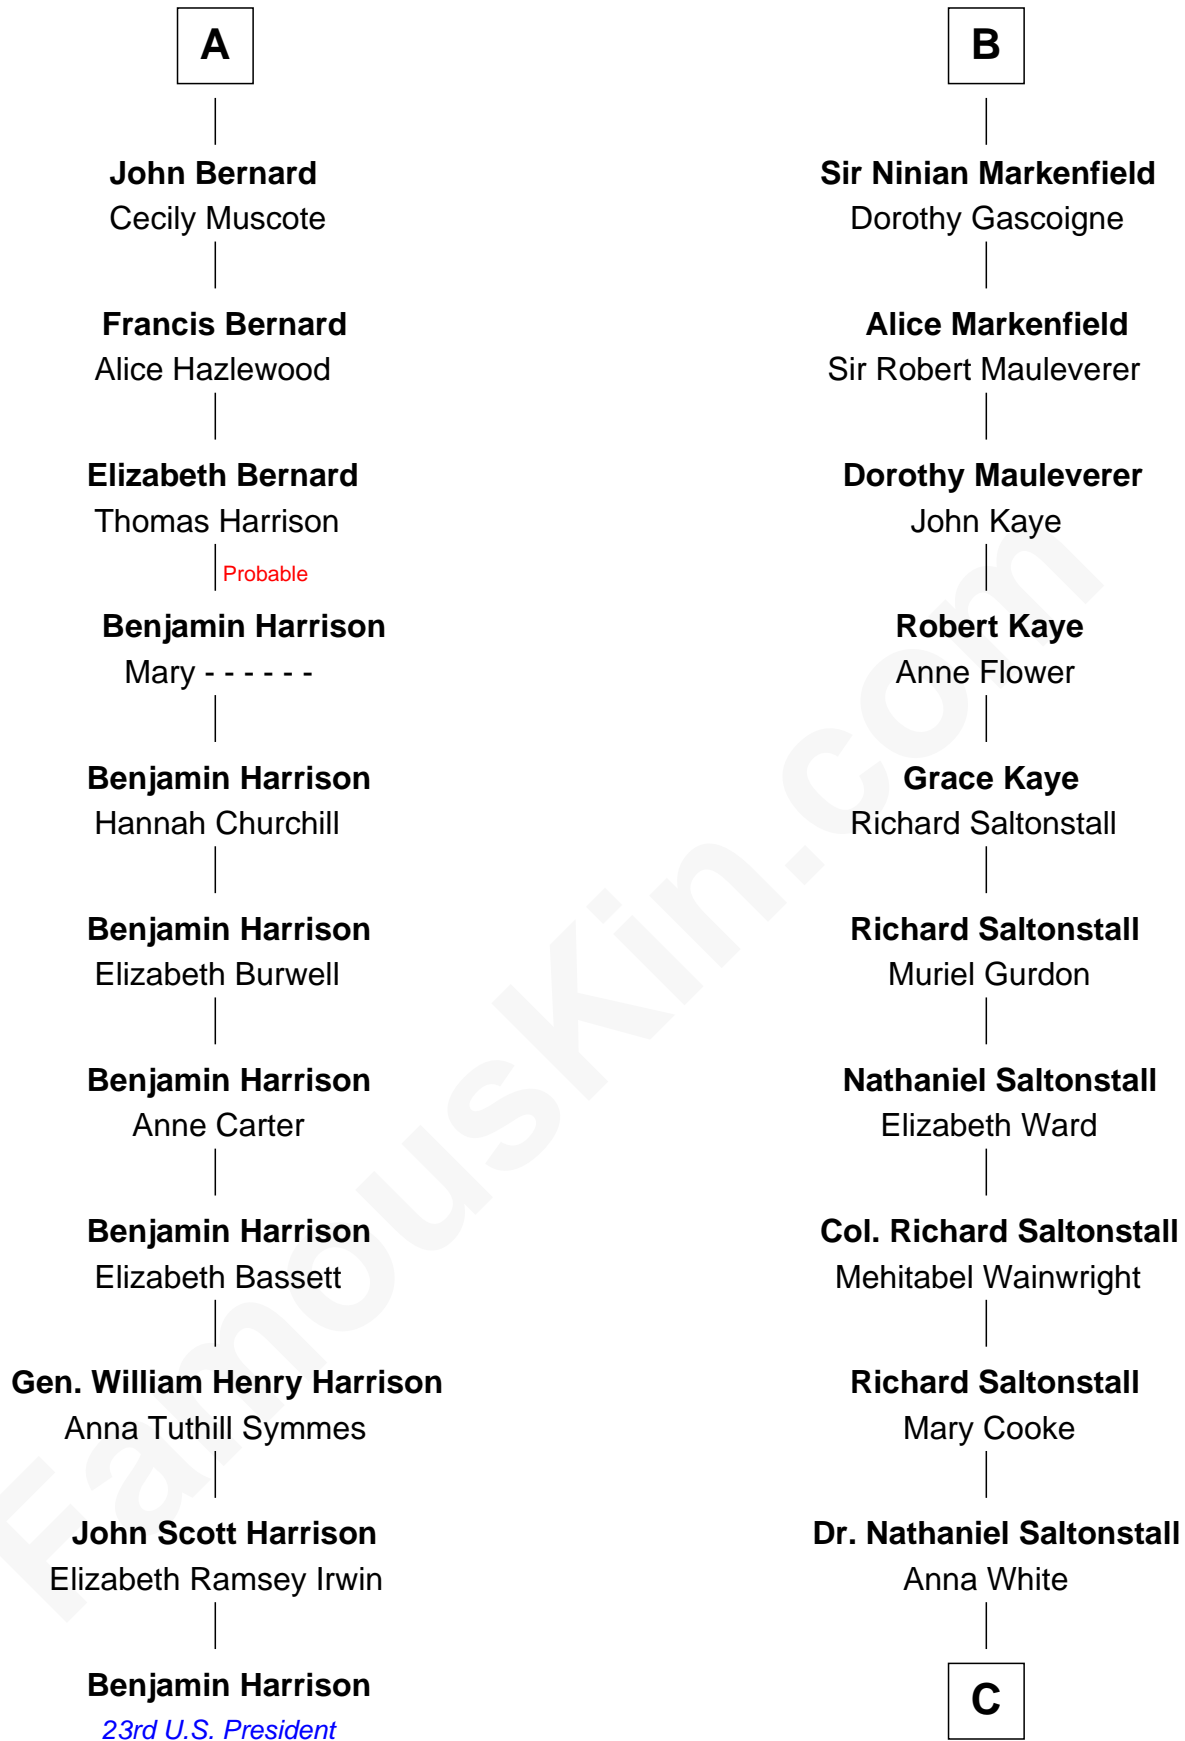 A
John Bernard
Cecily Muscote
Francis Bernard
Alice Hazlewood
Elizabeth Bernard
Thomas Harrison
Probable
Benjamin Harrison
Mary - - - - - -
Benjamin Harrison
Hannah Churchill
Benjamin Harrison
Elizabeth Burwell
Benjamin Harrison
Anne Carter
Benjamin Harrison
Elizabeth Bassett
Gen. William Henry Harrison
Anna Tuthill Symmes
John Scott Harrison
Elizabeth Ramsey Irwin
Benjamin Harrison
23rd U.S. President
B
Sir Ninian Markenfield
Dorothy Gascoigne
Alice Markenfield
Sir Robert Mauleverer
Dorothy Mauleverer
John Kaye
Robert Kaye
Anne Flower
Grace Kaye
Richard Saltonstall
Richard Saltonstall
Muriel Gurdon
Nathaniel Saltonstall
Elizabeth Ward
Col. Richard Saltonstall
Mehitabel Wainwright
Richard Saltonstall
Mary Cooke
Dr. Nathaniel Saltonstall
Anna White
C
FamousKin.com